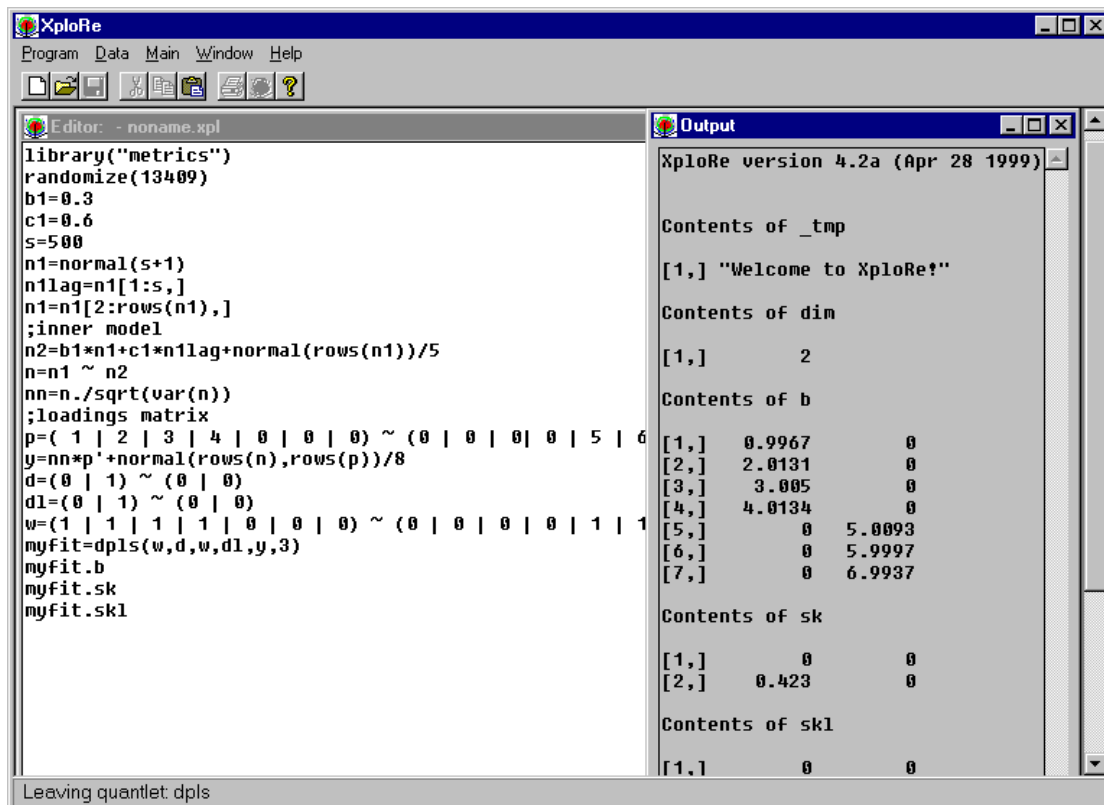 XploRe
Program Data Main Window Help
Editor: - noname.xpl
library("metrics")
randomize(13409)
b1=0.3
c1=0.6
s=500
n1=normal(s+1)
n1lag=n1[1:s,]
n1=n1[2:rows(n1),]
;inner model
n2=b1*n1+c1*n1lag+normal(rows(n1))/5
n=n1 ~ n2
nn=n./sqrt(var(n))
;loadings matrix
p=( 1 | 2 | 3 | 4 | 0 | 0 | 0) ~ (0 | 0 | 0| 0 | 5 | 6
y=nn*p'+normal(rows(n),rows(p))/8
d=(0 | 1) ~ (0 | 0)
dl=(0 | 1) ~ (0 | 0)
w=(1 | 1 | 1 | 1 | 0 | 0 | 0) ~ (0 | 0 | 0 | 0 | 1 | 1
myfit=dpls(w,d,w,dl,y,3)
myfit.b
myfit.sk
myfit.skl
Output
XploRe version 4.2a (Apr 28 1999)
Contents of _tmp
[1,] "Welcome to XploRe!"
Contents of dim
[1,] 2
Contents of b
[1,] 0.9967 0
[2,] 2.0131 0
[3,] 3.005 0
[4,] 4.0134 0
[5,] 0 5.0093
[6,] 0 5.9997
[7,] 0 6.9937
Contents of sk
[1,] 0 0
[2,] 0.423 0
Contents of skl
[1,] 0 0
Leaving quantlet: dpls